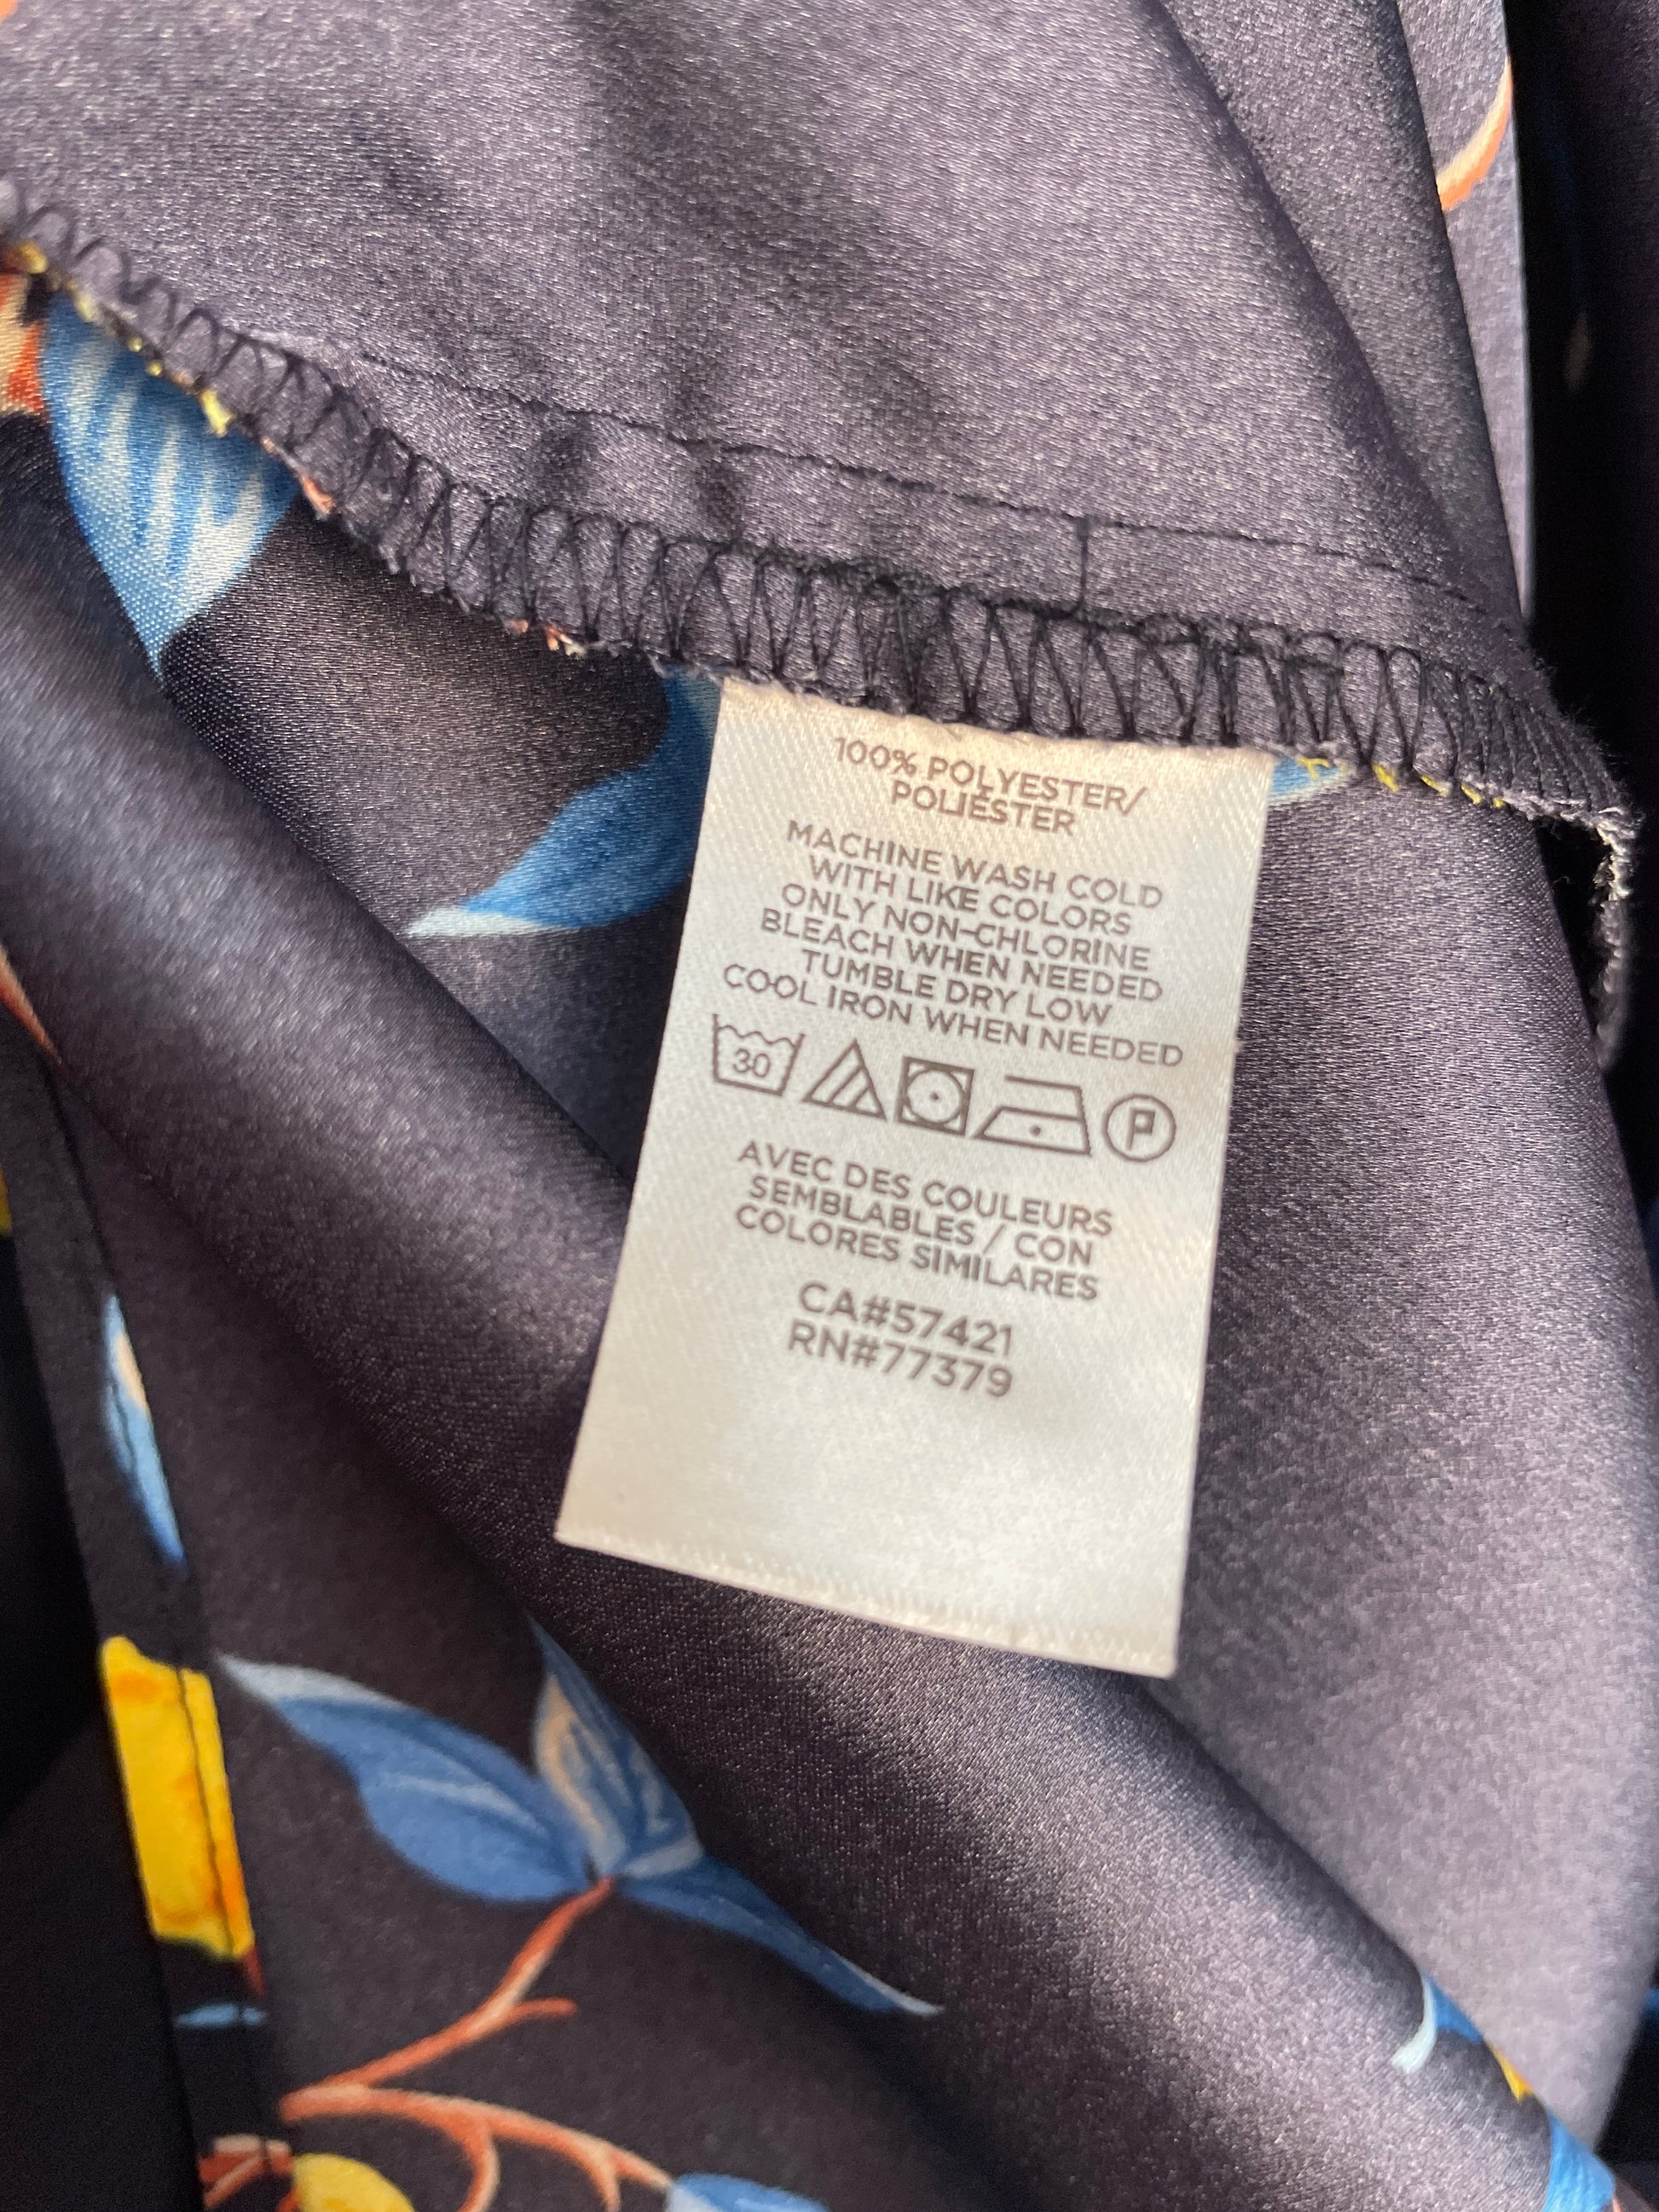 100% POLYESTER/
POLIÉSTER
MACHINE WASH COLD
WITH LIKE COLORS
ONLY NON-CHLORINE
BLEACH WHEN NEEDED
TUMBLE DRY LOW
COOL IRON WHEN NEEDED
30 P
AVEC DES COULEURS
SEMBLABLES / CON
COLORES SIMILARES
CA#57421
RN#77379